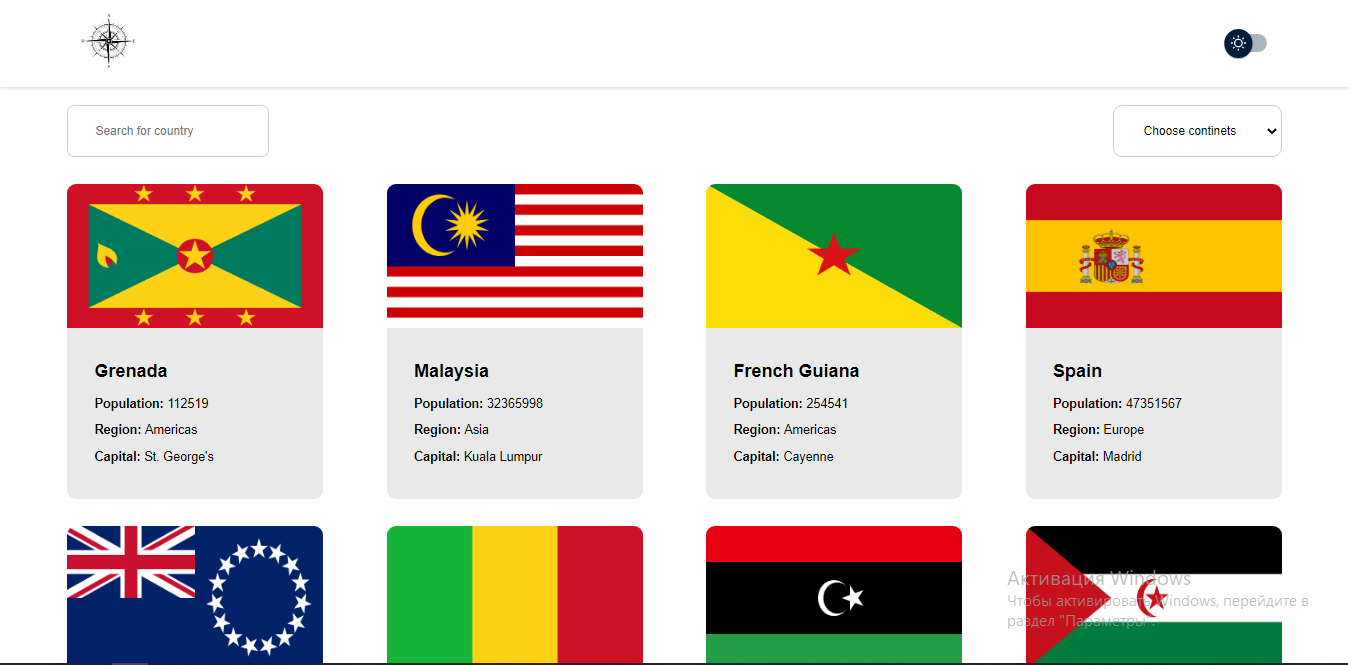 Search for country
Choose continets
Grenada
Population: 112519
Region: Americas
Capital: St. George's
Malaysia
Population: 32365998
Region: Asia
Capital: Kuala Lumpur
French Guiana
Population: 254541
Region: Americas
Capital: Cayenne
Spain
Population: 47351567
Region: Europe
Capital: Madrid
Активация Windows
Чтобы активировать Windows, перейдите в
раздел "Параметры".